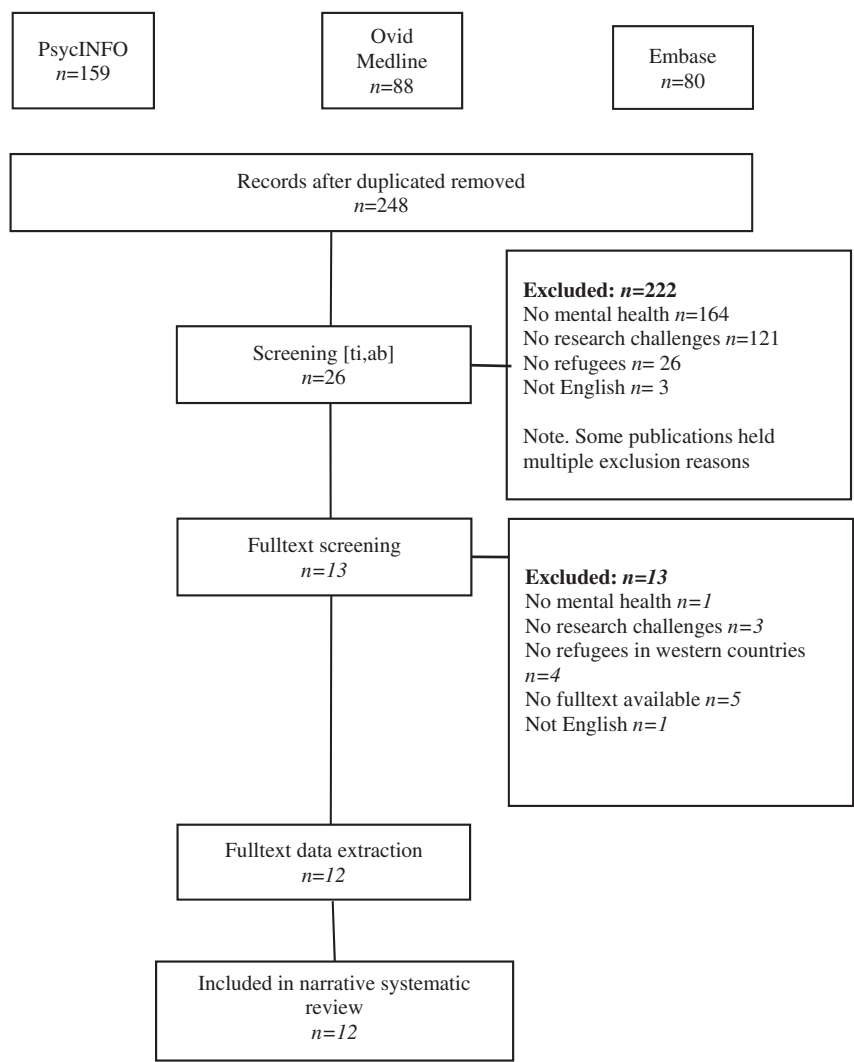 PsycINFO
n=159
Ovid
Medline
n=88
Embase
n=80
Records after duplicated removed
n=248
Screening [ti,ab]
n=26
Excluded: n=222
No mental health n=164
No research challenges n=121
No refugees n= 26
Not English n= 3
Note. Some publications held
multiple exclusion reasons
Fulltext screening
n=13
Excluded: n=13
No mental health n=1
No research challenges n=3
No refugees in western countries
n=4
No fulltext available n=5
Not English n=1
Fulltext data extraction
n=12
Included in narrative systematic
review
n=12